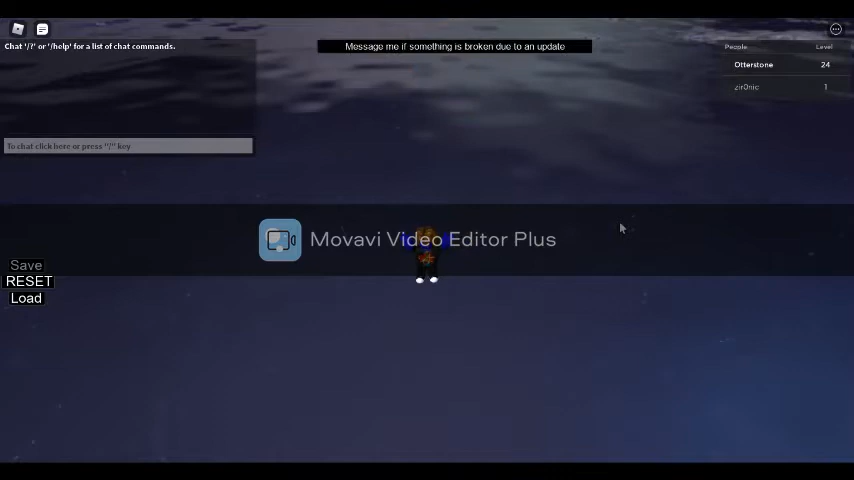 Chat '/?' or '/help' for a list of chat commands.
To chat click here or press "/" key
Message me if something is broken due to an update
People Level
Otterstone 24
zir0nic 1
Movavi Video Editor Plus
Save
RESET
Load